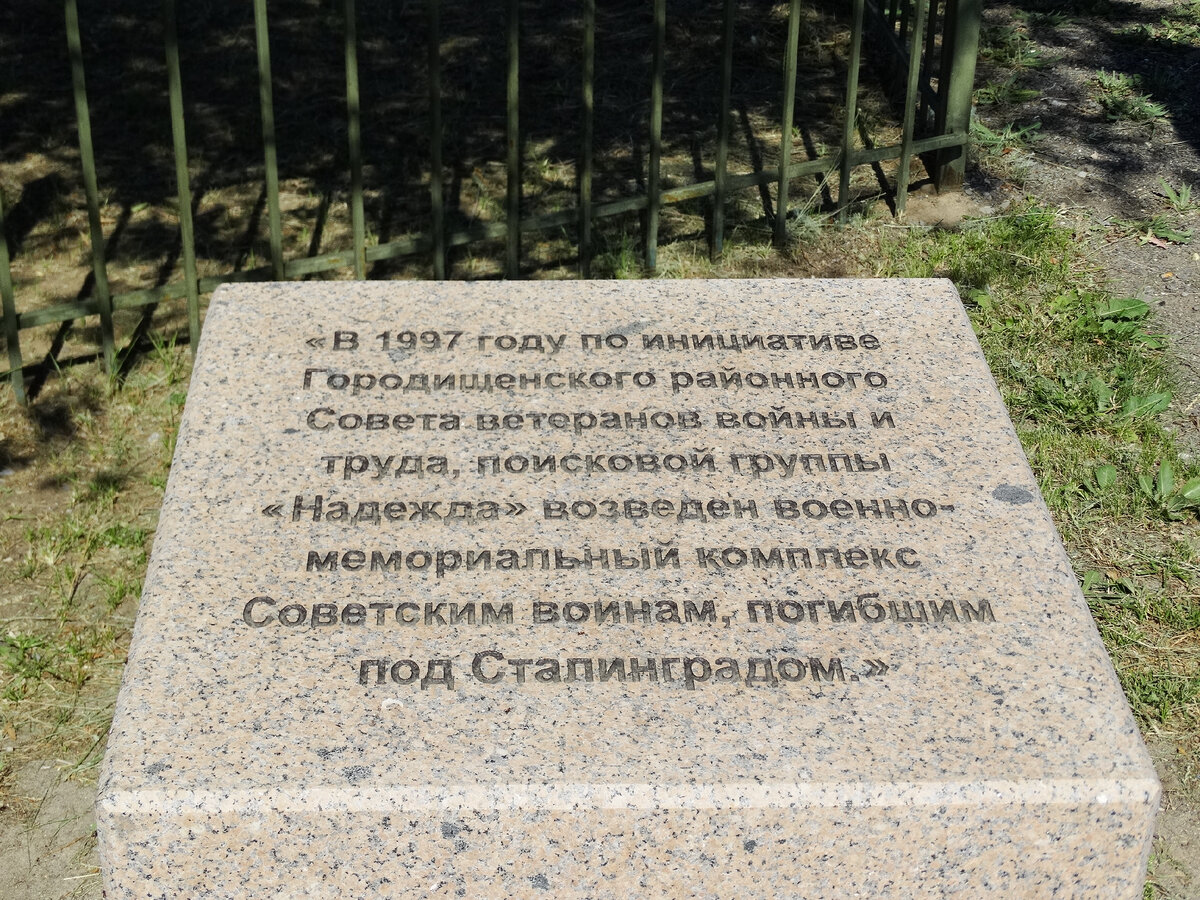 «В 1997 году по инициативе
Городищенского районного
Совета ветеранов войны и
труда, поисковой группы
«Надежда» возведен военно-
мемориальный комплекс
Советским воинам, погибшим
под Сталинградом.»